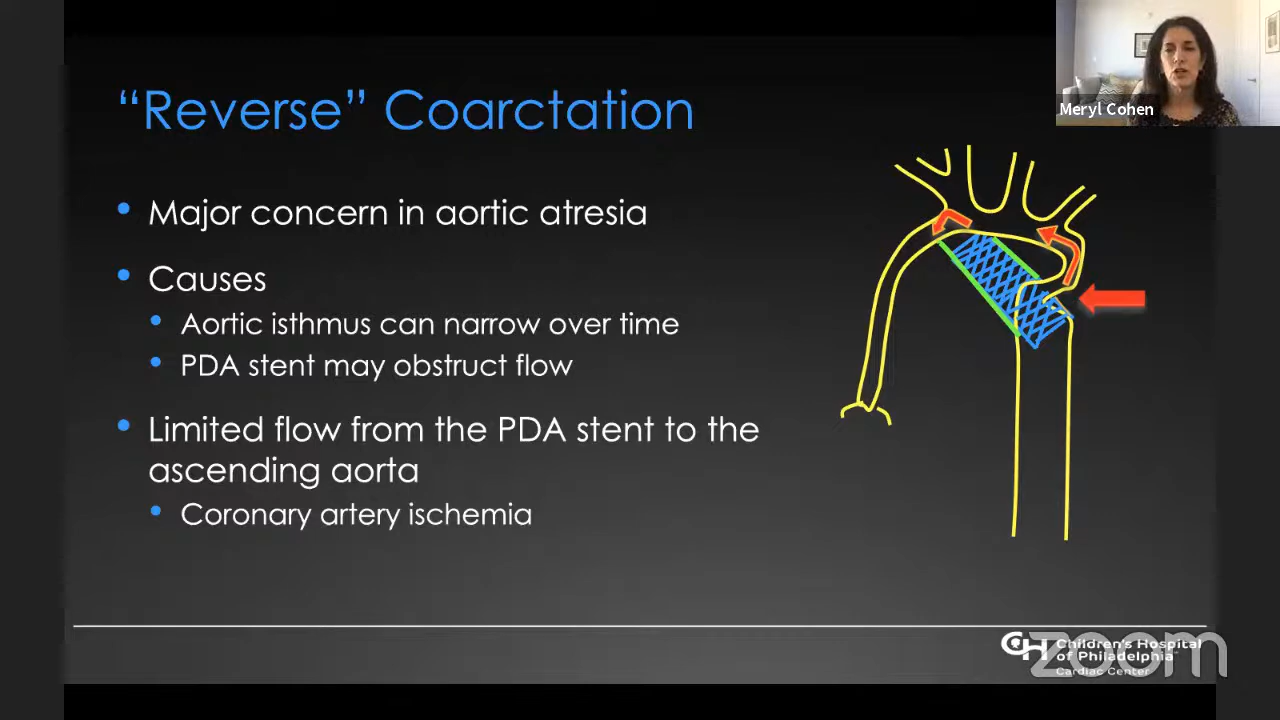 “Reverse” Coarctation
Meryl Cohen
• Major concern in aortic atresia
• Causes
• Aortic isthmus can narrow over time
• PDA stent may obstruct flow
• Limited flow from the PDA stent to the
ascending aorta
• Coronary artery ischemia
CH Children's Hospital
of Philadelphia
Cardiac Center
zoom